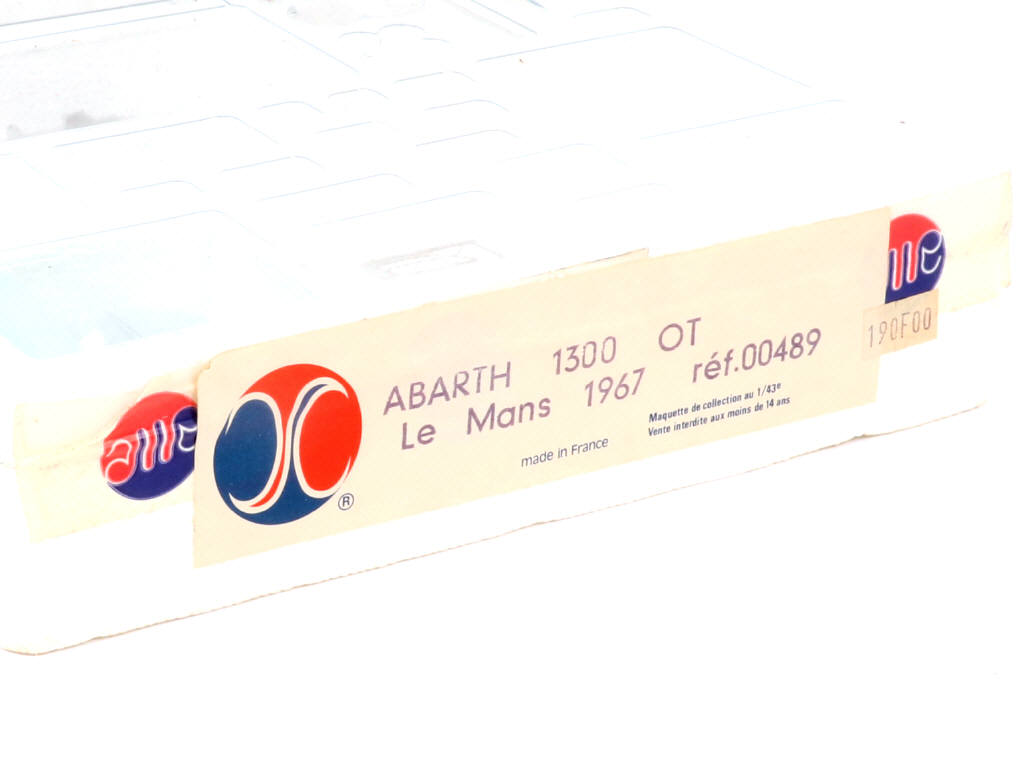 ABARTH 1300 OT
Le Mans 1967 réf.00489
Maquette de collection au 1/43e
Vente interdite aux moins de 14 ans
made in France
®
190F00